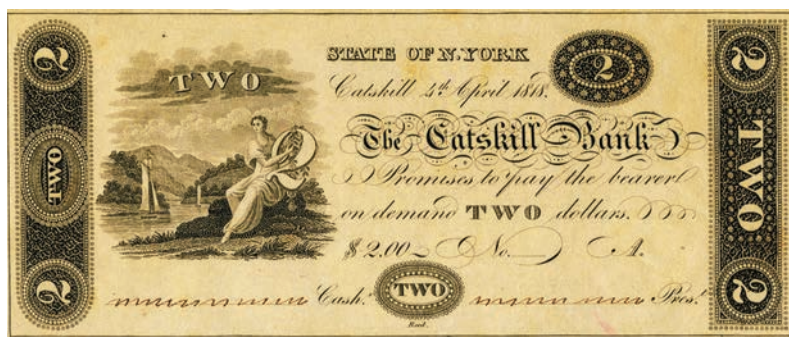 2
TWO
2
TWO
STATE OF N. YORK
2
Catskill 4th April 1818.
The Catskill Bank
Promises to pay the bearer
on demand TWO dollars.
$ 2.00 No. A.
Cash.r TWO Pres.t
Reed.
2
TWO
2